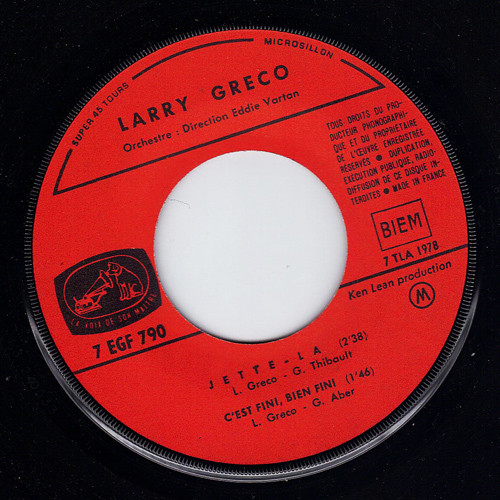 SUPER 45 TOURS
MICROSILLON
LARRY GRECO
Orchestre : Direction Eddie Vartan
TOUS DROITS DU PRO-
DUCTEUR PHONOGRAPHI-
QUE ET DU PROPRIÉTAIRE
DE L'ŒUVRE ENREGISTRÉE
RÉSERVÉS • DUPLICATION,
EXÉCUTION PUBLIQUE, RADIO-
DIFFUSION DE CE DISQUE IN-
TERDITES • MADE IN FRANCE
BIEM
7 TLA 1978
Ken Lean production
M
LA VOIX DE SON MAITRE
7 EGF 790
JETTE-LA (2'38)
L. Greco - G. Thibault
C'EST FINI, BIEN FINI (1'46)
L. Greco - G. Aber